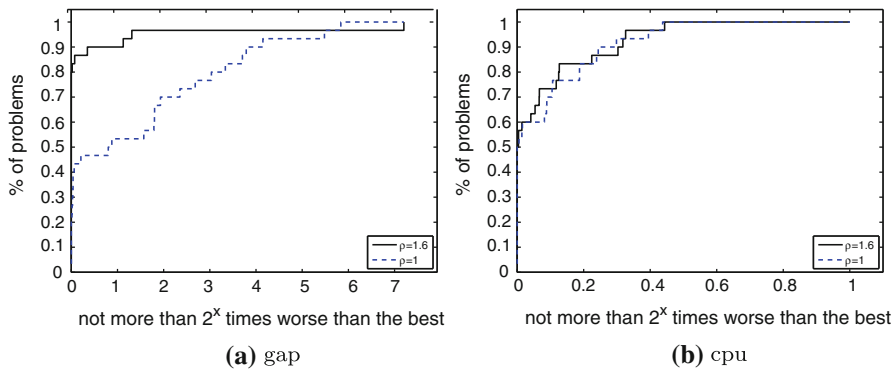 % of problems
1
0.9
0.8
0.7
0.6
0.5
0.4
0.3
0.2
0.1
0
0 1 2 3 4 5 6 7
ρ=1.6
ρ=1
not more than 2^x times worse than the best
(a) gap
% of problems
1
0.9
0.8
0.7
0.6
0.5
0.4
0.3
0.2
0.1
0
0 0.2 0.4 0.6 0.8 1
ρ=1.6
ρ=1
not more than 2^x times worse than the best
(b) cpu